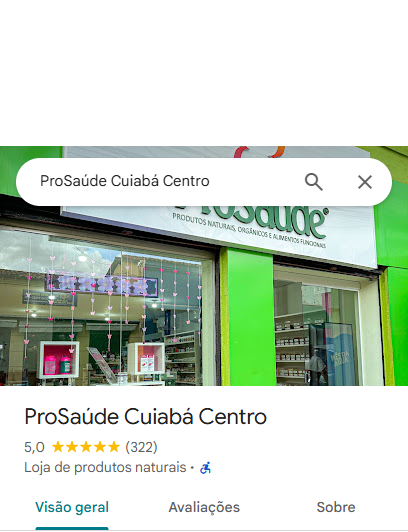 ProSaúde Cuiabá Centro
ProSaúde®
PRODUTOS NATURAIS, ORGÂNICOS E ALIMENTOS FUNCIONAIS
ProSaúde Cuiabá Centro
5,0 (322)
Loja de produtos naturais ·
Visão geral
Avaliações
Sobre